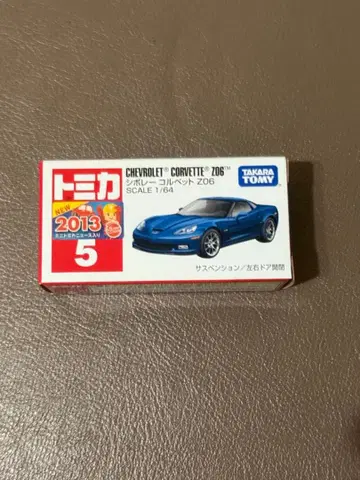 トミカ
NEW
2013
5
CHEVROLET® CORVETTE® Z06™
シボレー コルベット Z06
SCALE 1/64
TAKARA
TOMY
サスペンション／左右ドア開閉